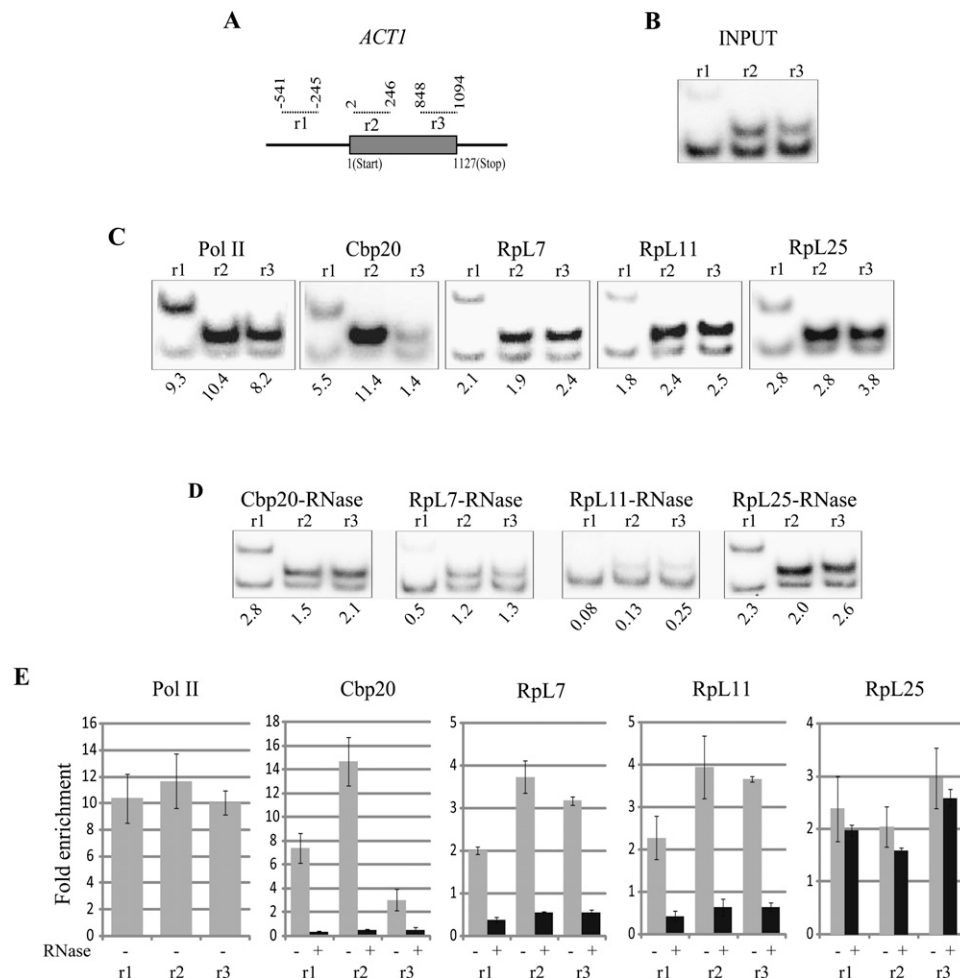 A
ACT1
-541 -245 2 246 848 1094
r1 r2 r3
1(Start) 1127(Stop)
B
INPUT
r1 r2 r3
C
Pol II Cbp20 RpL7 RpL11 RpL25
r1 r2 r3 r1 r2 r3 r1 r2 r3 r1 r2 r3 r1 r2 r3
9.3 10.4 8.2 5.5 11.4 1.4 2.1 1.9 2.4 1.8 2.4 2.5 2.8 2.8 3.8
D
Cbp20-RNase RpL7-RNase RpL11-RNase RpL25-RNase
r1 r2 r3 r1 r2 r3 r1 r2 r3 r1 r2 r3
2.8 1.5 2.1 0.5 1.2 1.3 0.08 0.13 0.25 2.3 2.0 2.6
E
Pol II Cbp20 RpL7 RpL11 RpL25
Fold enrichment
16 14 12 10 8 6 4 2 0
18 16 14 12 10 8 6 4 2 0
5 4 3 2 1 0
5 4 3 2 1 0
4 3 2 1 0
RNase - - - - + - + - + - + - + - + - + - + - + - + - + - +
r1 r2 r3 r1 r2 r3 r1 r2 r3 r1 r2 r3 r1 r2 r3